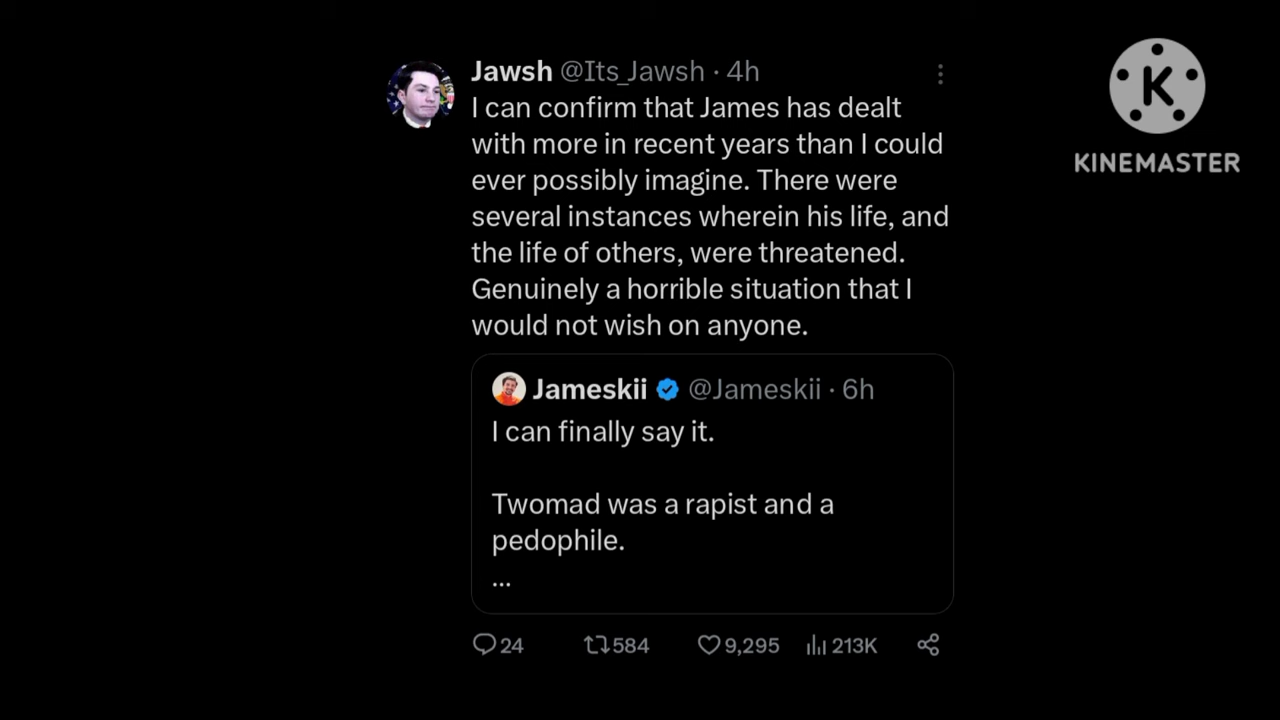 Jawsh @Its_Jawsh · 4h
I can confirm that James has dealt
with more in recent years than I could
ever possibly imagine. There were
several instances wherein his life, and
the life of others, were threatened.
Genuinely a horrible situation that I
would not wish on anyone.
Jameskii @Jameskii · 6h
I can finally say it.
Twomad was a rapist and a
pedophile.
...
24 584 9,295 213K
K
KINEMASTER